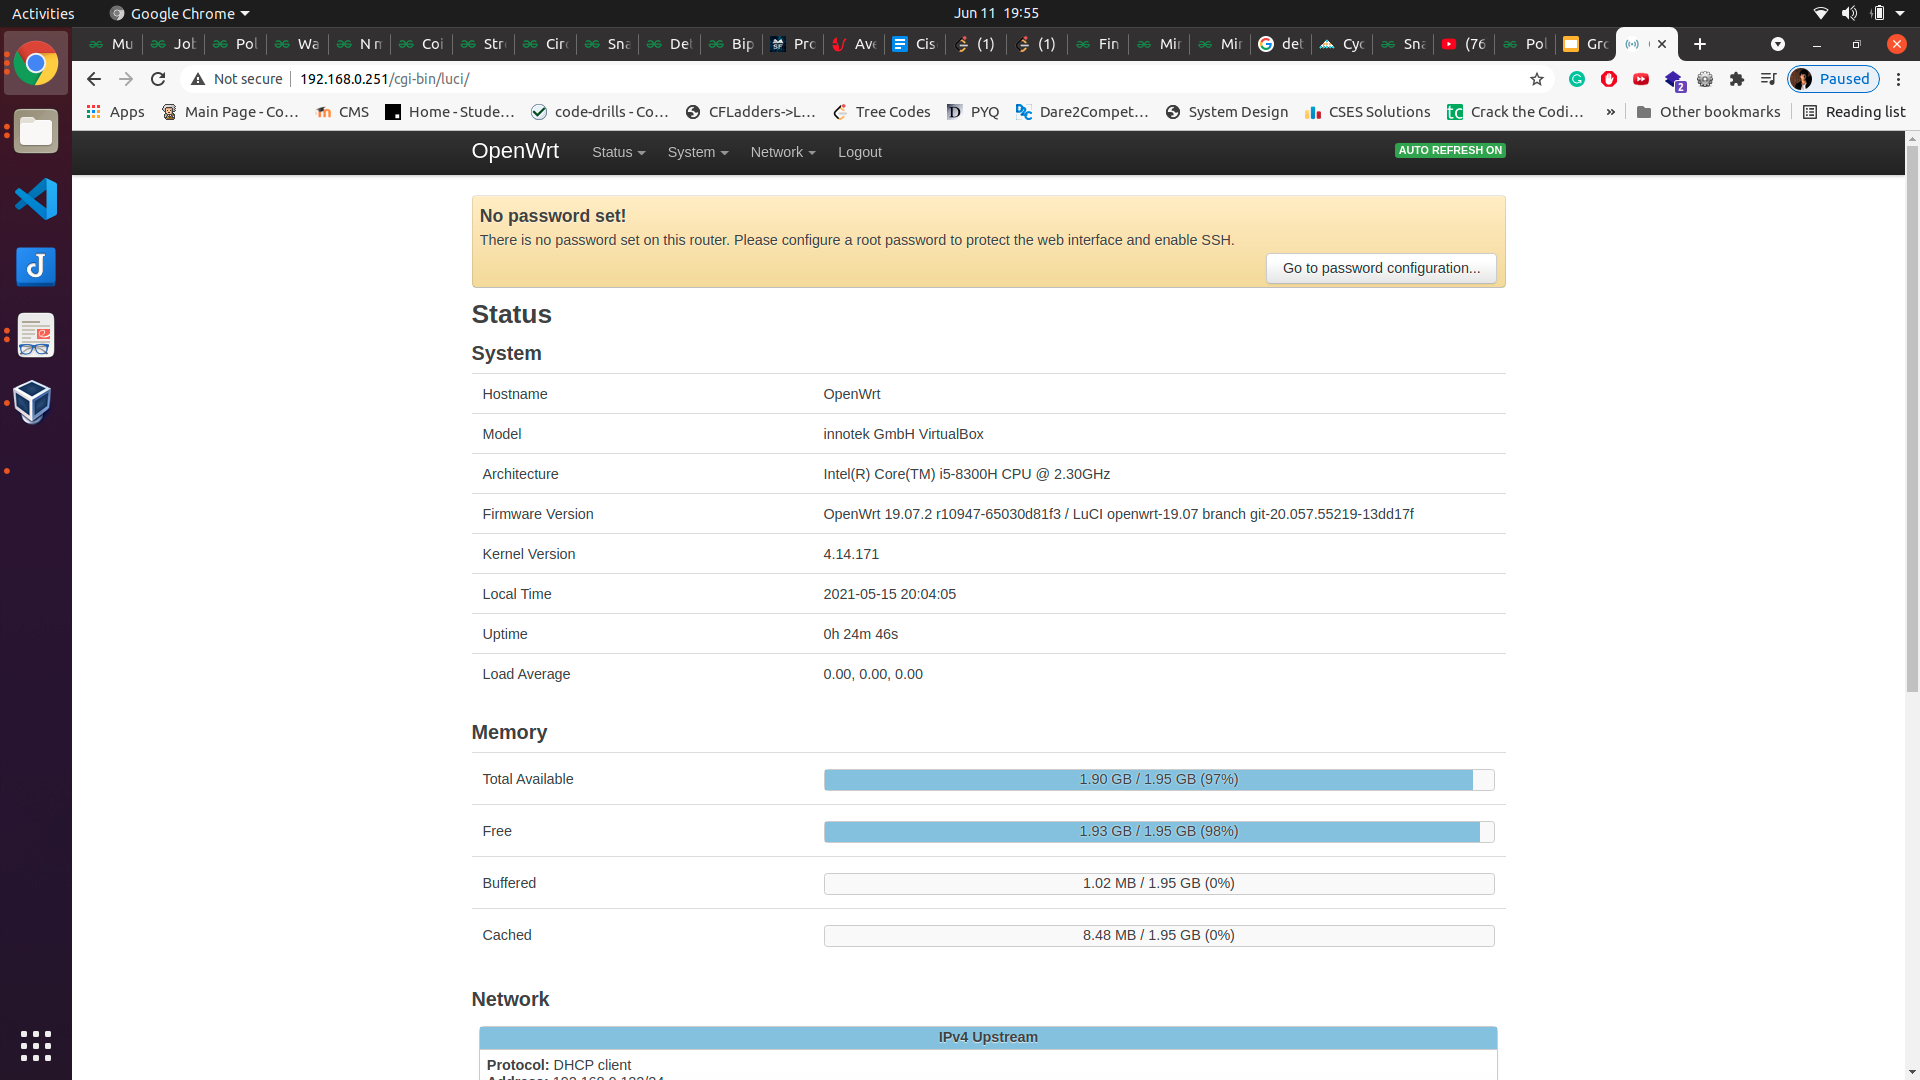 Activities Google Chrome Jun 11 19:55
Mu Job Pol Wa N m Coi Stro Circ Sna Det Bip Pro Ave Cis (1) (1) Fin Mir Mir det Cyc Sna (76 Pol Gro
Not secure 192.168.0.251/cgi-bin/luci/ 2 Paused
Apps Main Page - Co... CMS Home - Stude... code-drills - Co... CFLadders->L... Tree Codes PYQ Dare2Compet... System Design CSES Solutions Crack the Codi... » Other bookmarks Reading list
OpenWrt Status System Network Logout AUTO REFRESH ON
No password set!
There is no password set on this router. Please configure a root password to protect the web interface and enable SSH.
Go to password configuration...
Status
System
Hostname OpenWrt
Model innotek GmbH VirtualBox
Architecture Intel(R) Core(TM) i5-8300H CPU @ 2.30GHz
Firmware Version OpenWrt 19.07.2 r10947-65030d81f3 / LuCI openwrt-19.07 branch git-20.057.55219-13dd17f
Kernel Version 4.14.171
Local Time 2021-05-15 20:04:05
Uptime 0h 24m 46s
Load Average 0.00, 0.00, 0.00
Memory
Total Available 1.90 GB / 1.95 GB (97%)
Free 1.93 GB / 1.95 GB (98%)
Buffered 1.02 MB / 1.95 GB (0%)
Cached 8.48 MB / 1.95 GB (0%)
Network
IPv4 Upstream
Protocol: DHCP client